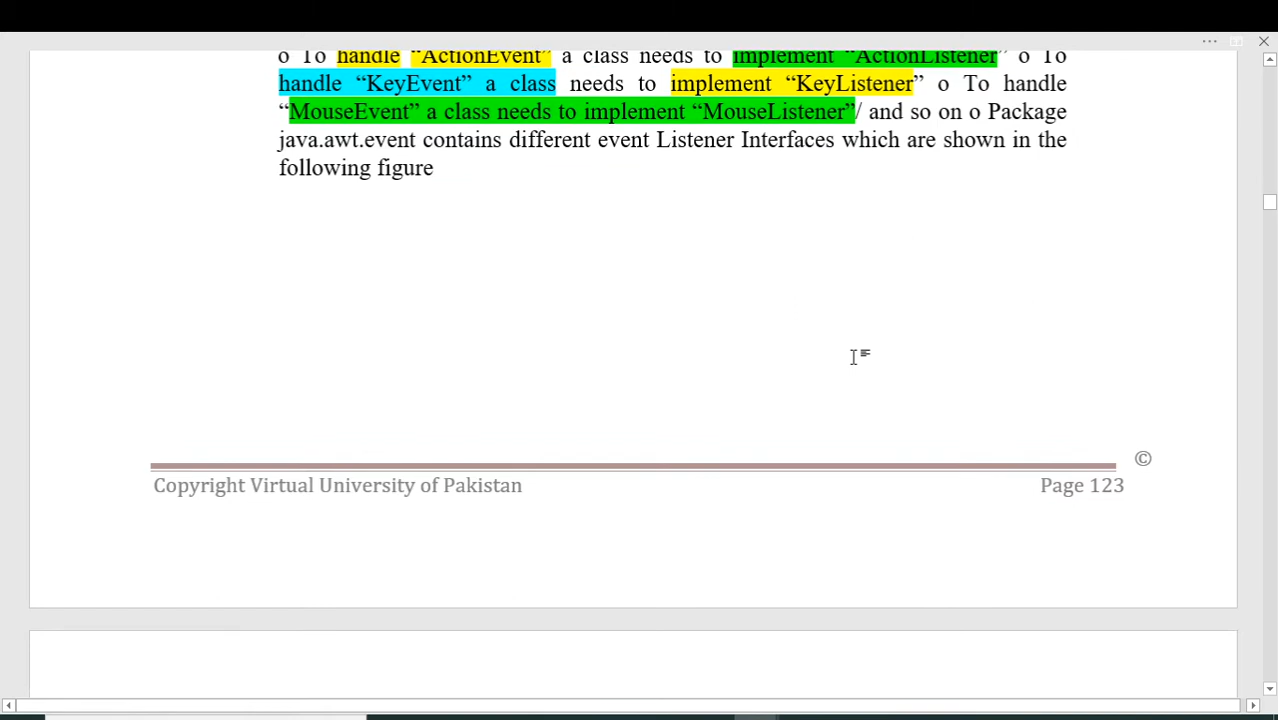 o To handle “ActionEvent” a class needs to implement “ActionListener” o To
handle “KeyEvent” a class needs to implement “KeyListener” o To handle
“MouseEvent” a class needs to implement “MouseListener”/ and so on o Package
java.awt.event contains different event Listener Interfaces which are shown in the
following figure
©
Copyright Virtual University of Pakistan Page 123